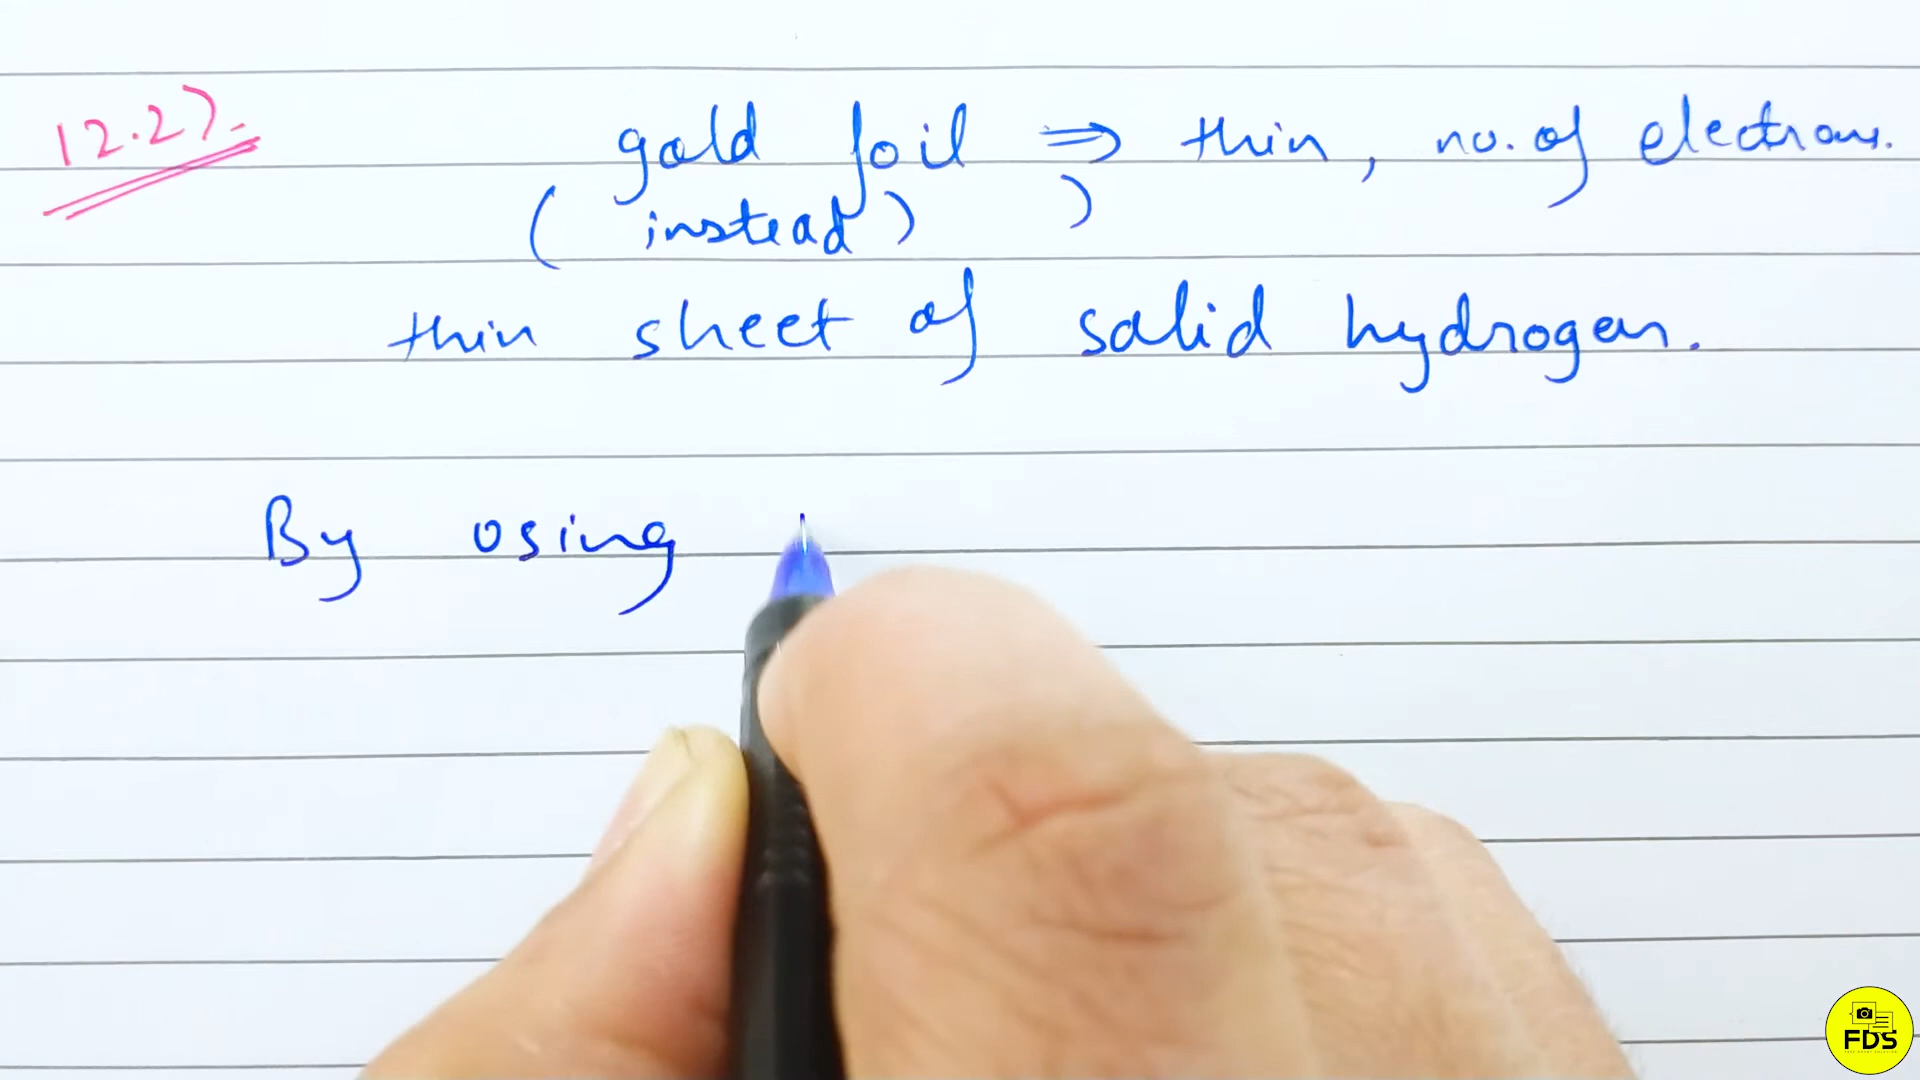 12.27.
gold foil ⇒ thin, no. of electrons.
( instead ) )
thin sheet of solid hydrogen.
By using
FDS